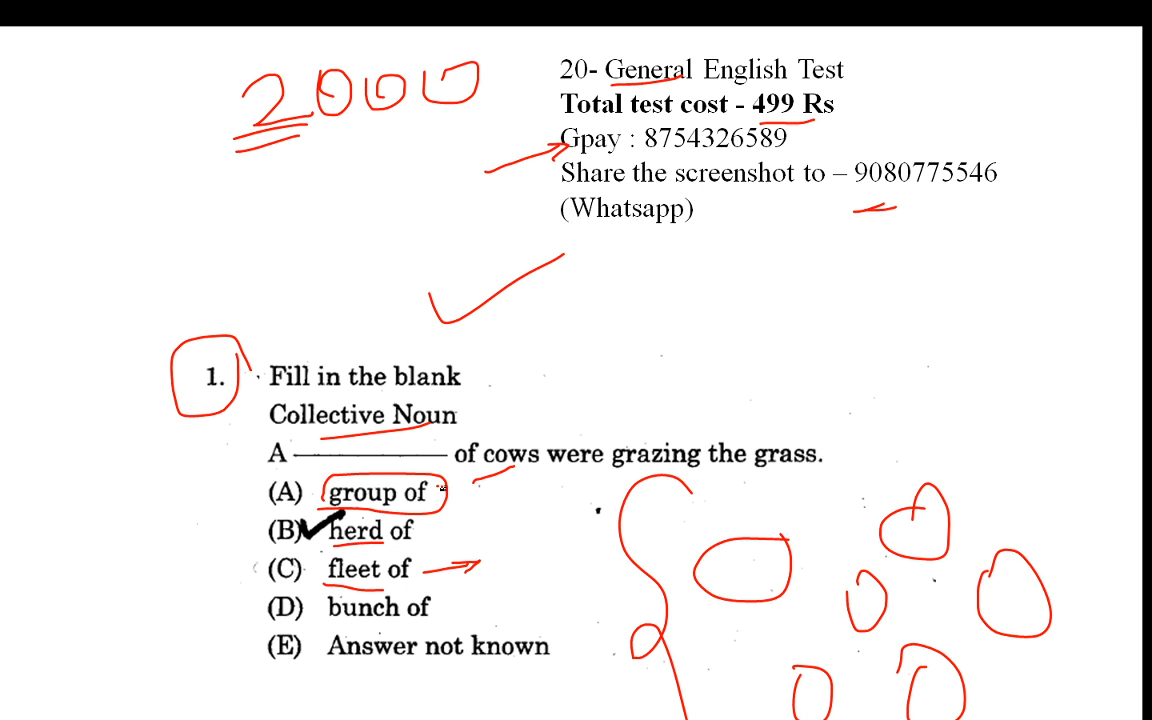 2000
20- General English Test
Total test cost - 499 Rs
Gpay : 8754326589
Share the screenshot to – 9080775546
(Whatsapp)
1. Fill in the blank
Collective Noun
A ———— of cows were grazing the grass.
(A) group of
(B) herd of
(C) fleet of
(D) bunch of
(E) Answer not known